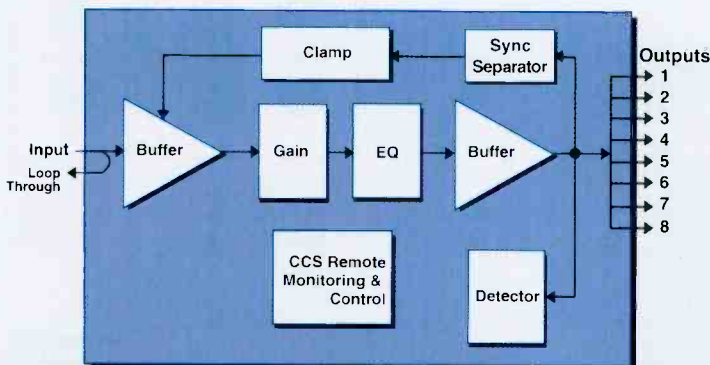 Clamp
Sync
Separator
Outputs
1
2
3
4
5
6
7
8
Input
Loop
Through
Buffer
Gain
EQ
Buffer
CCS Remote
Monitoring &
Control
Detector